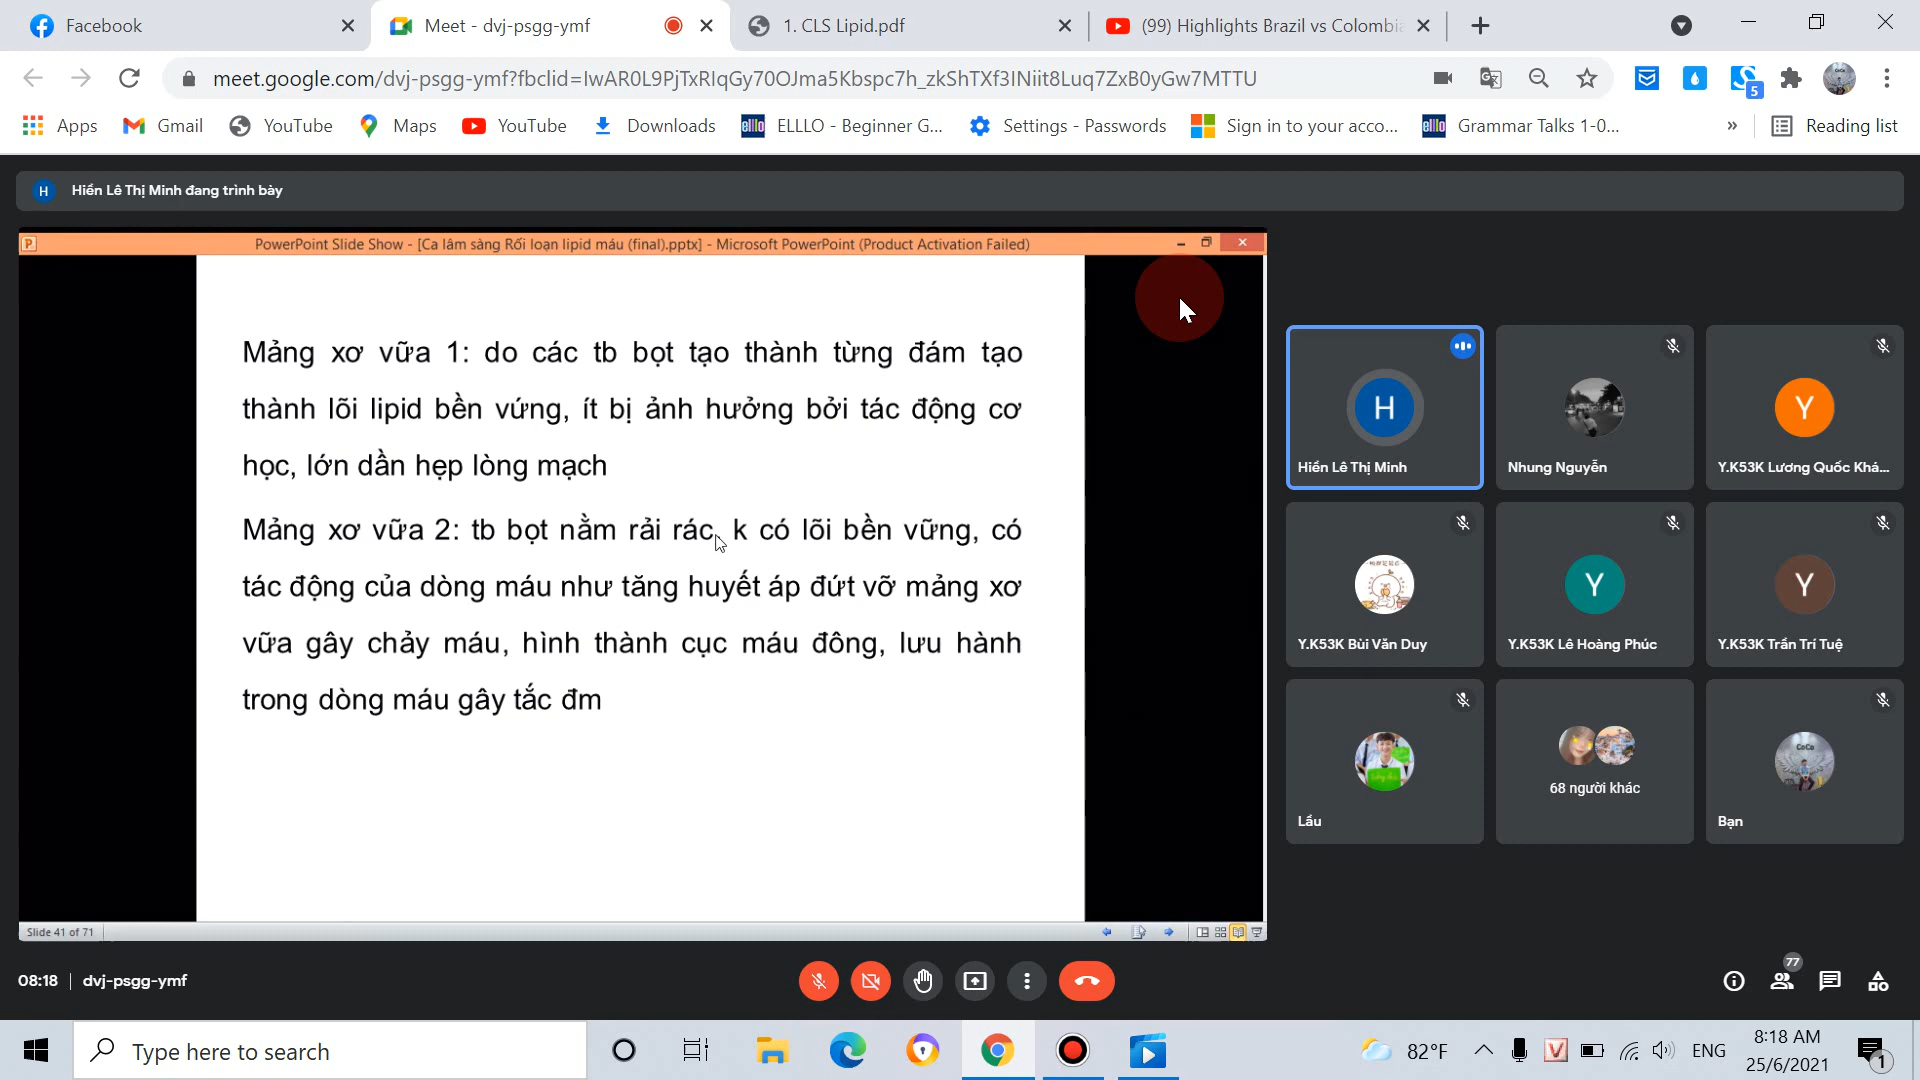 Facebook
Meet - dvj-psgg-ymf
1. CLS Lipid.pdf
(99) Highlights Brazil vs Colombia
meet.google.com/dvj-psgg-ymf?fbclid=IwAR0L9PjTxRIqGy70OJma5Kbspc7h_zkShTXf3INiit8Luq7ZxB0yGw7MTTU
5
Apps
Gmail
YouTube
Maps
YouTube
Downloads
elllo
ELLLO - Beginner G...
Settings - Passwords
Sign in to your acco...
elllo
Grammar Talks 1-0...
»
Reading list
H
Hiền Lê Thị Minh đang trình bày
PowerPoint Slide Show - [Ca lâm sàng Rối loạn lipid máu (final).pptx] - Microsoft PowerPoint (Product Activation Failed)
Mảng xơ vữa 1: do các tb bọt tạo thành từng đám tạo
thành lõi lipid bền vứng, ít bị ảnh hưởng bởi tác động cơ
học, lớn dần hẹp lòng mạch
Mảng xơ vữa 2: tb bọt nằm rải rác, k có lõi bền vững, có
tác động của dòng máu như tăng huyết áp đứt vỡ mảng xơ
vữa gây chảy máu, hình thành cục máu đông, lưu hành
trong dòng máu gây tắc đm
Slide 41 of 71
H
Hiền Lê Thị Minh
Nhung Nguyễn
Y
Y.K53K Lương Quốc Khá...
Y.K53K Bùi Văn Duy
Y
Y.K53K Lê Hoàng Phúc
Y
Y.K53K Trần Trí Tuệ
Lầu
68 người khác
CoCo
Bạn
08:18 | dvj-psgg-ymf
77
Type here to search
82°F
V
ENG
8:18 AM
25/6/2021
1